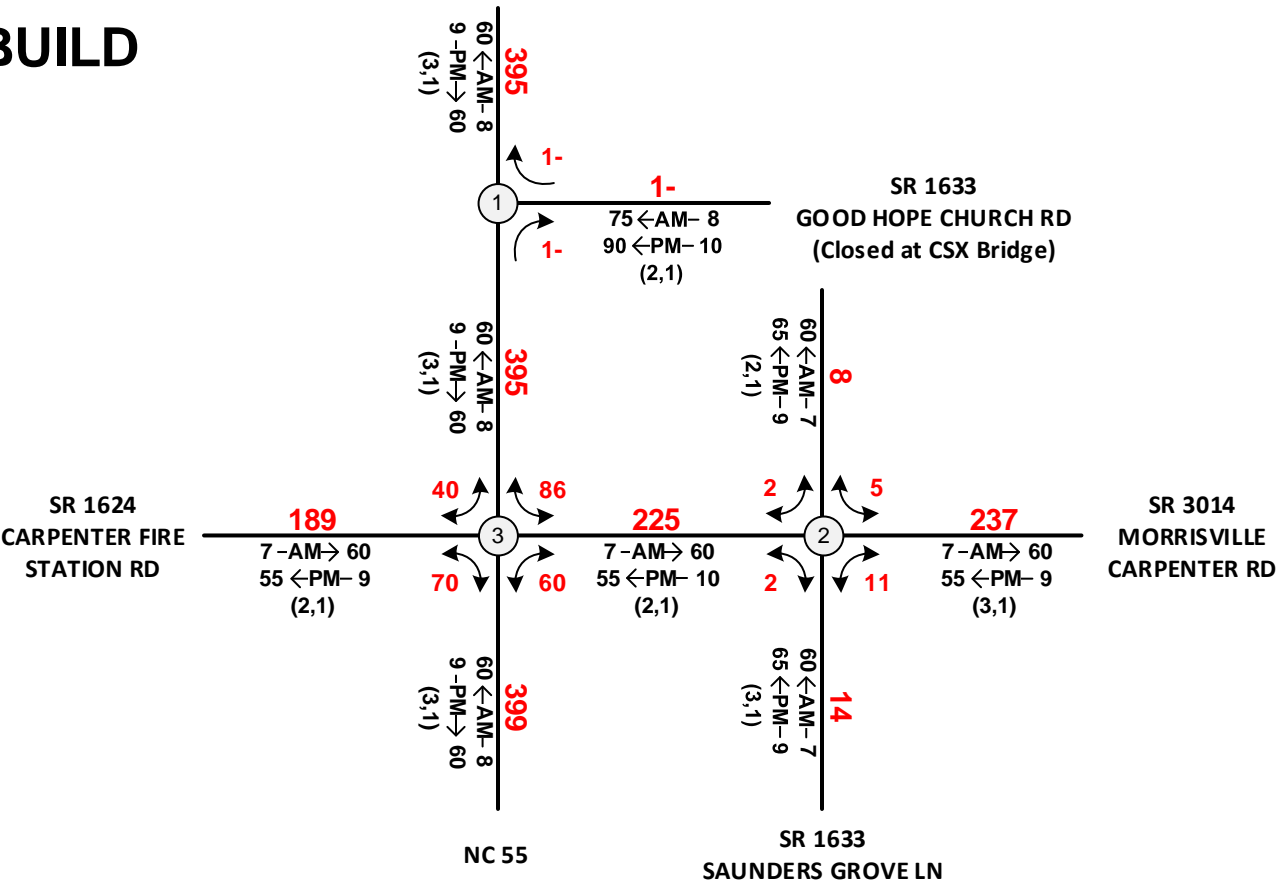 BUILD
395
60 ←AM– 8
9 –PM→ 60
(3,1)
1-
1
1-
75 ←AM– 8
90 ←PM– 10
(2,1)
SR 1633
GOOD HOPE CHURCH RD
(Closed at CSX Bridge)
1-
395
60 ←AM– 8
9 –PM→ 60
(3,1)
8
60 ←AM– 7
65 ←PM– 9
(2,1)
SR 1624
CARPENTER FIRE
STATION RD
189
7 –AM→ 60
55 ←PM– 9
(2,1)
40
86
3
70
60
225
7 –AM→ 60
55 ←PM– 10
(2,1)
2
5
2
2
11
237
7 –AM→ 60
55 ←PM– 9
(3,1)
SR 3014
MORRISVILLE
CARPENTER RD
399
60 ←AM– 8
9 –PM→ 60
(3,1)
14
60 ←AM– 7
65 ←PM– 9
(3,1)
NC 55
SR 1633
SAUNDERS GROVE LN